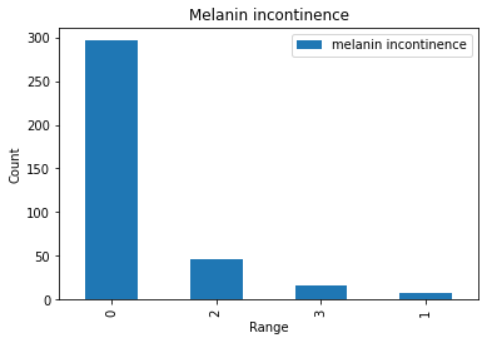 Melanin incontinence
melanin incontinence
300
250
200
150
100
50
0
Count
0
2
3
1
Range